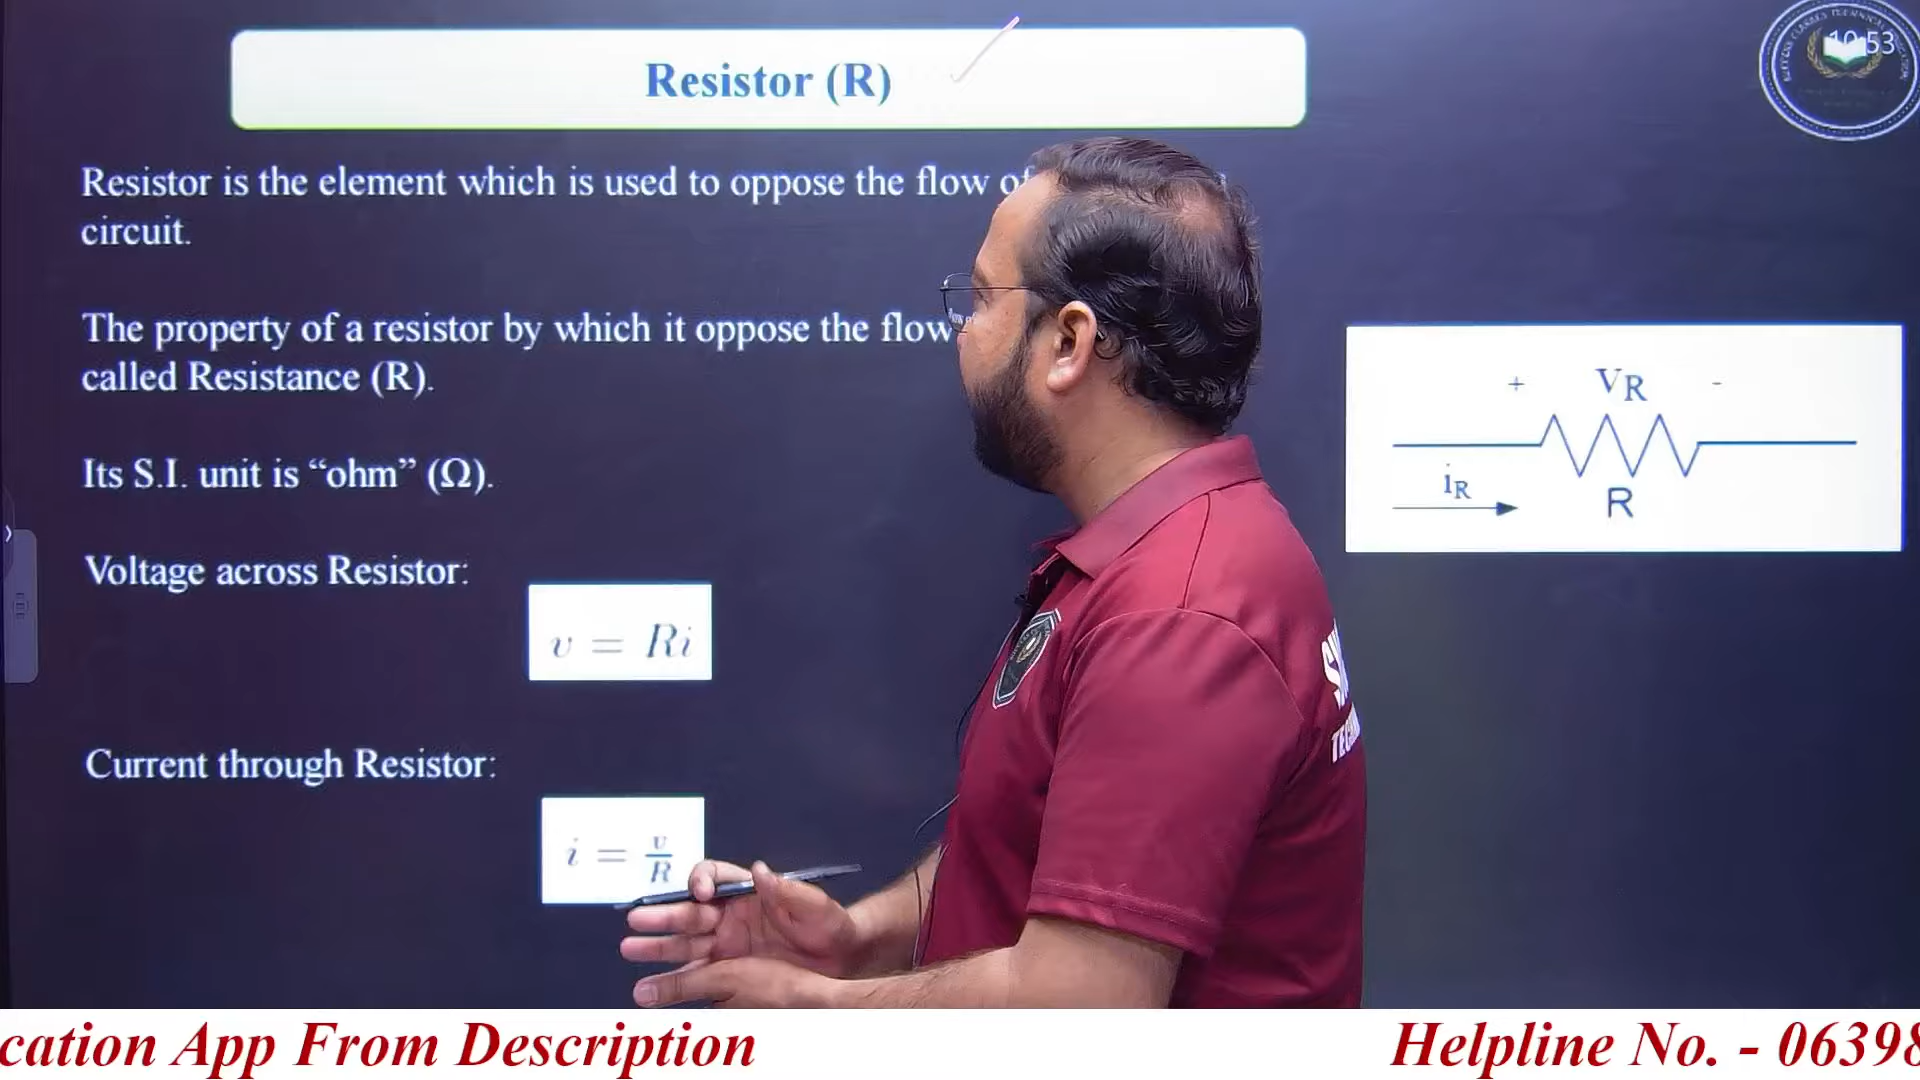 Resistor (R)
10:53
Resistor is the element which is used to oppose the flow of
circuit.
The property of a resistor by which it oppose the flow
called Resistance (R).
Its S.I. unit is “ohm” (Ω).
+ VR -
iR
R
Voltage across Resistor:
v = Ri
Current through Resistor:
i = v/R
cation App From Description
Helpline No. - 06398